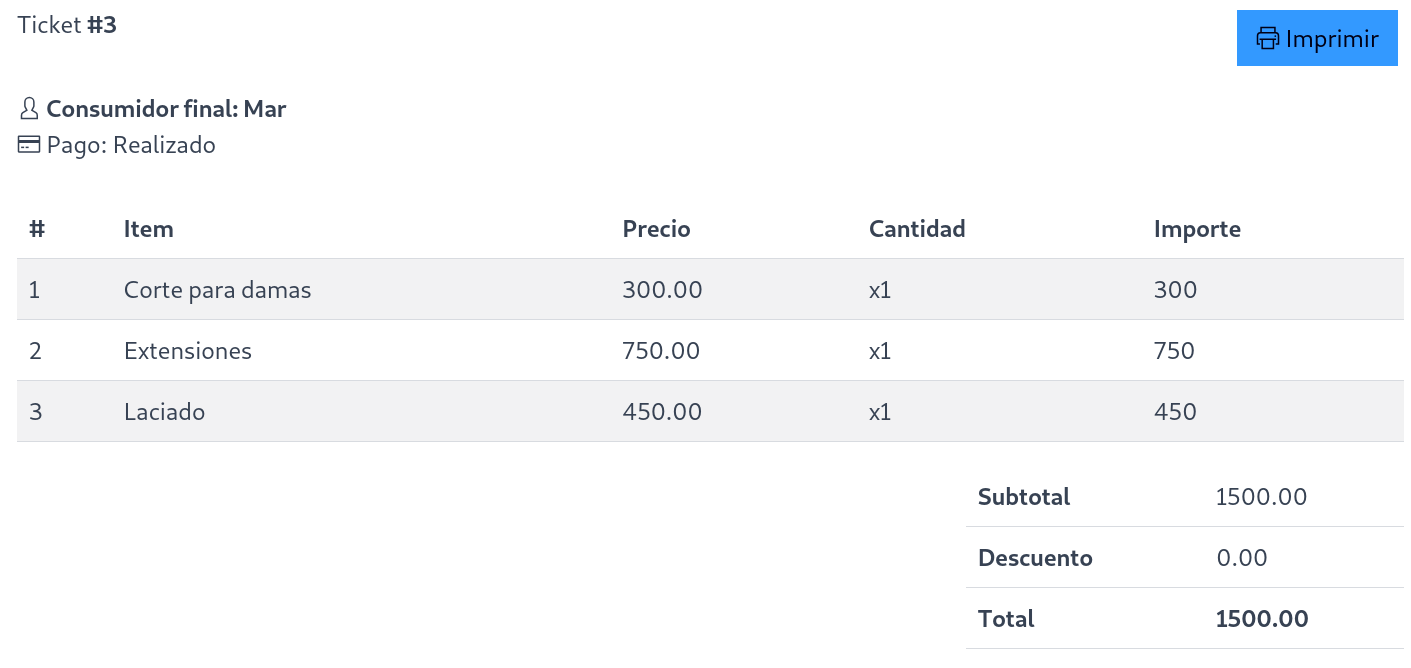 Ticket #3
Imprimir
Consumidor final: Mar
Pago: Realizado
# Item Precio Cantidad Importe
1 Corte para damas 300.00 x1 300
2 Extensiones 750.00 x1 750
3 Laciado 450.00 x1 450
Subtotal 1500.00
Descuento 0.00
Total 1500.00